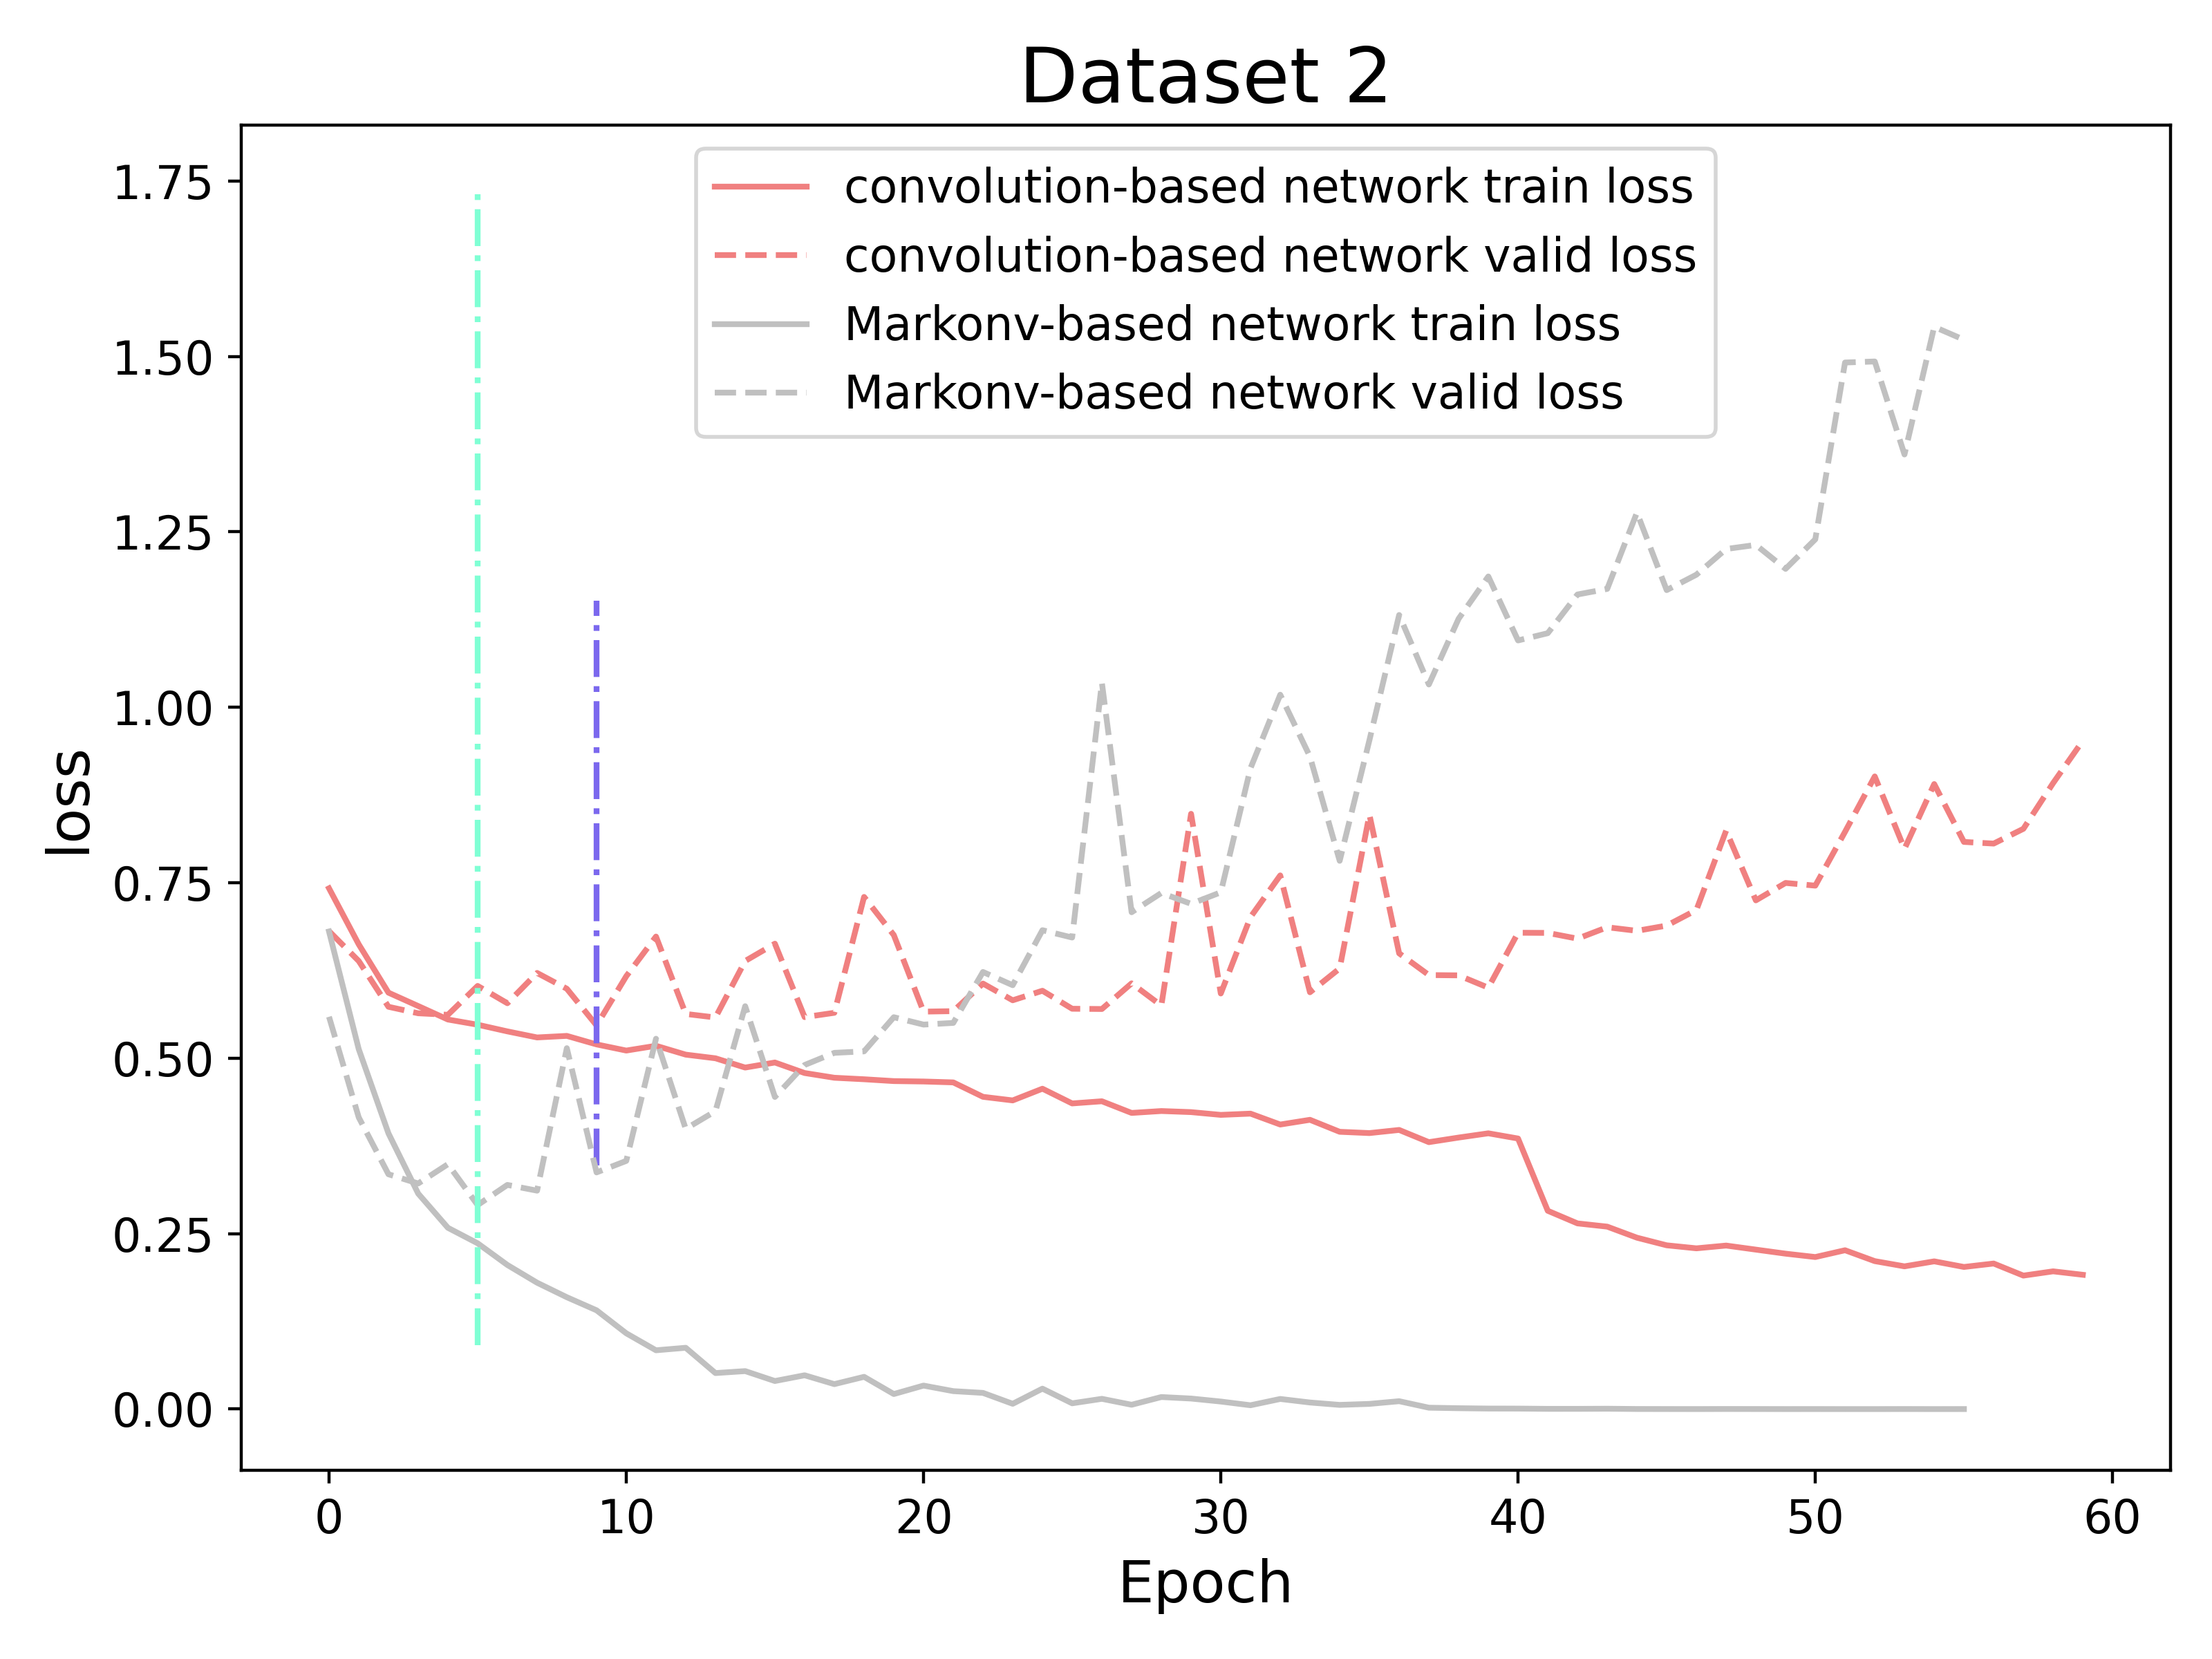 Dataset 2
convolution-based network train loss
convolution-based network valid loss
Markonv-based network train loss
Markonv-based network valid loss
1.75
1.50
1.25
1.00
0.75
0.50
0.25
0.00
loss
0 10 20 30 40 50 60
Epoch